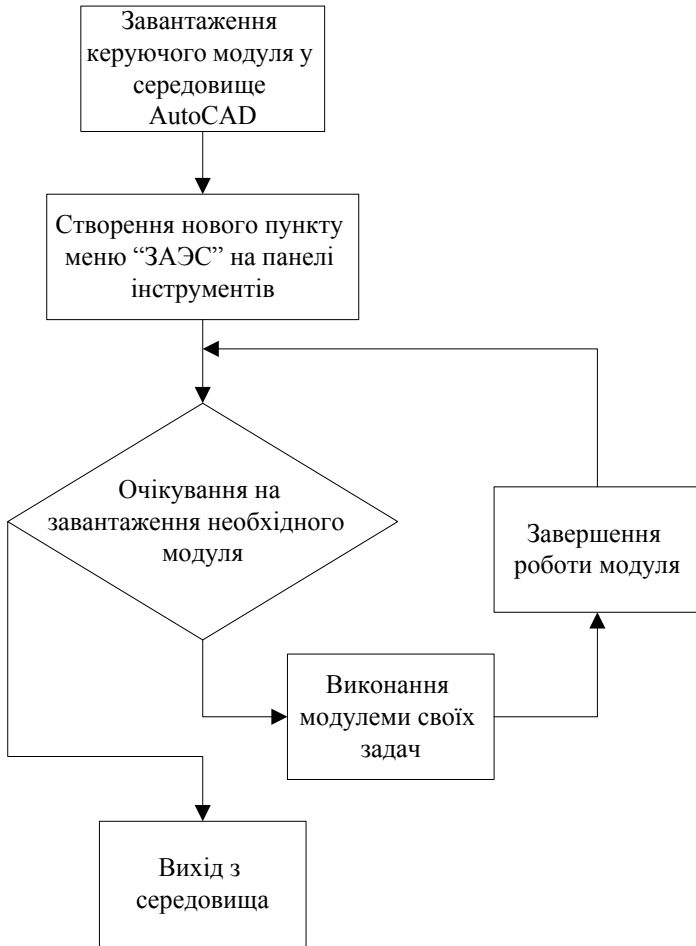 Завантаження
керуючого модуля у
середовище
AutoCAD
Створення нового пункту
меню “ЗАЭС” на панелі
інструментів
Очікування на
завантаження необхідного
модуля
Завершення
роботи модуля
Виконання
модулеми своїх
задач
Вихід з
середовища